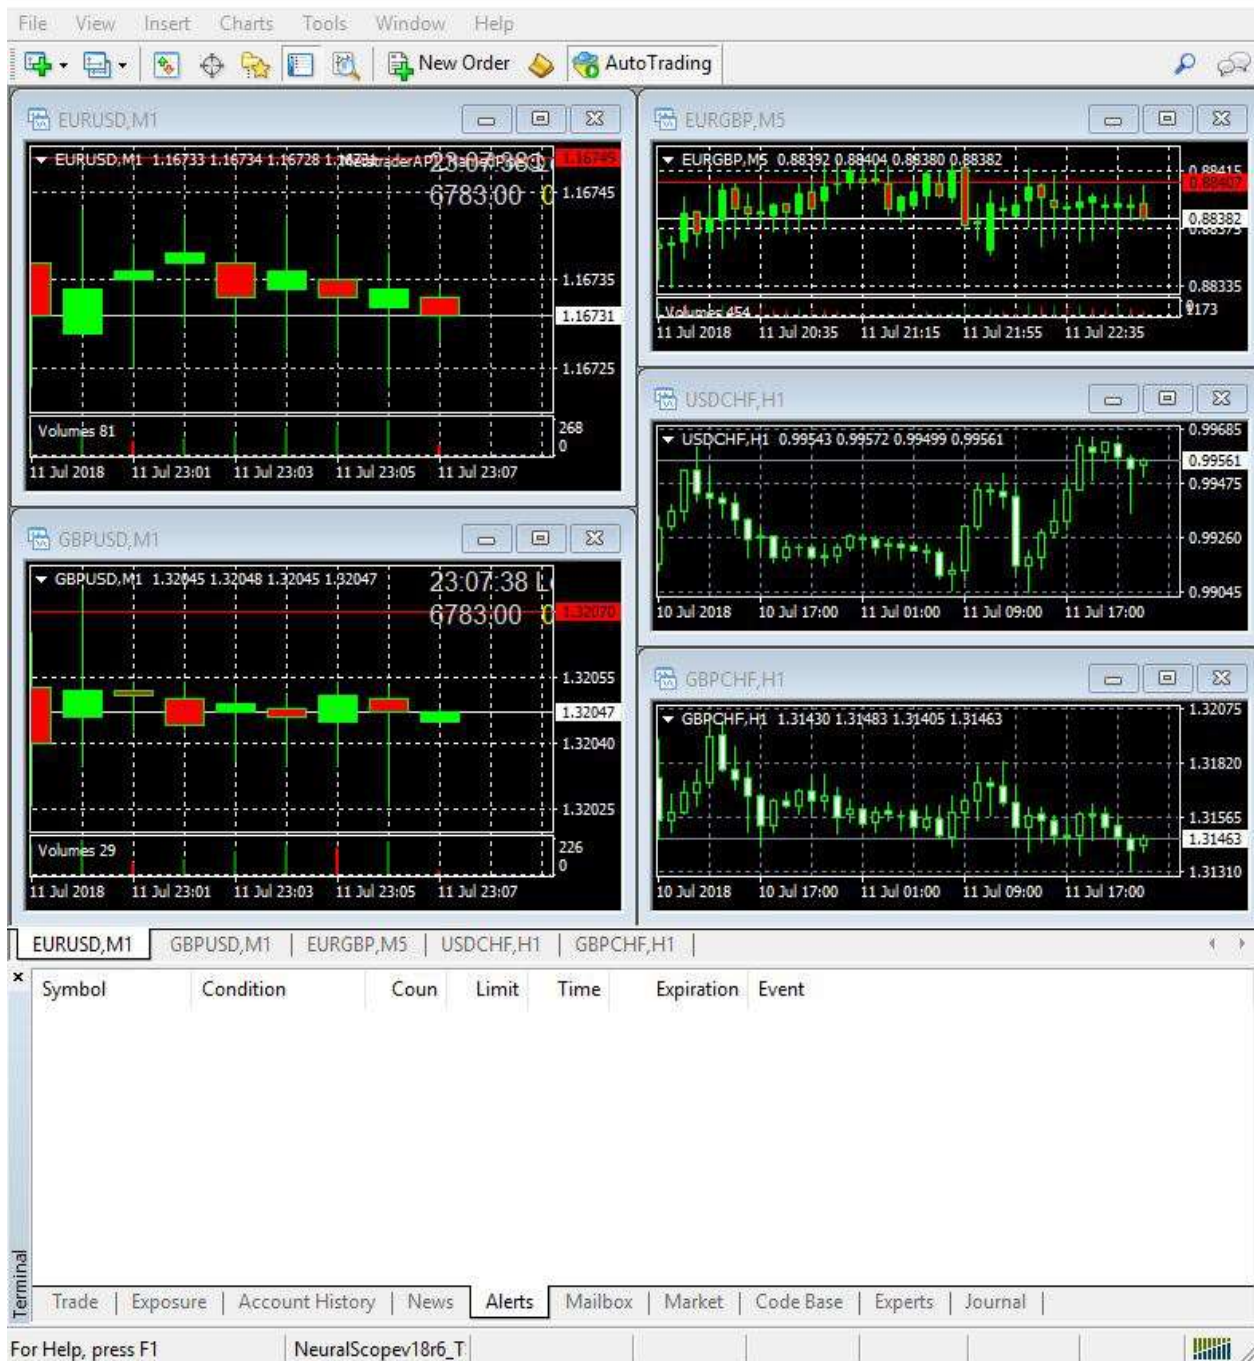 File View Insert Charts Tools Window Help
New Order AutoTrading
EURUSD,M1
EURUSD,M1 1.16733 1.16734 1.16728
23:07:38
6783:00 0
1.16745
1.16745
1.16735
1.16731
1.16725
Volumes 81
268
0
11 Jul 2018 11 Jul 23:01 11 Jul 23:03 11 Jul 23:05 11 Jul 23:07
EURGBP,M5
EURGBP,M5 0.88392 0.88404 0.88380 0.88382
0.88415
0.88407
0.88382
0.88375
0.88335
Volumes 454
1173
11 Jul 2018 11 Jul 20:35 11 Jul 21:15 11 Jul 21:55 11 Jul 22:35
USDCHF,H1
USDCHF,H1 0.99543 0.99572 0.99499 0.99561
0.99685
0.99561
0.99475
0.99260
0.99045
10 Jul 2018 10 Jul 17:00 11 Jul 01:00 11 Jul 09:00 11 Jul 17:00
GBPUSD,M1
GBPUSD,M1 1.32045 1.32048 1.32045 1.32047
23:07:38 L
6783:00 0
1.32070
1.32055
1.32047
1.32040
1.32025
Volumes 29
226
0
11 Jul 2018 11 Jul 23:01 11 Jul 23:03 11 Jul 23:05 11 Jul 23:07
GBPCHF,H1
GBPCHF,H1 1.31430 1.31483 1.31405 1.31463
1.32075
1.31820
1.31565
1.31463
1.31310
10 Jul 2018 10 Jul 17:00 11 Jul 01:00 11 Jul 09:00 11 Jul 17:00
EURUSD,M1 GBPUSD,M1 EURGBP,M5 USDCHF,H1 GBPCHF,H1
Symbol Condition Coun Limit Time Expiration Event
Terminal
Trade Exposure Account History News Alerts Mailbox Market Code Base Experts Journal
For Help, press F1 NeuralScopev18r6_T